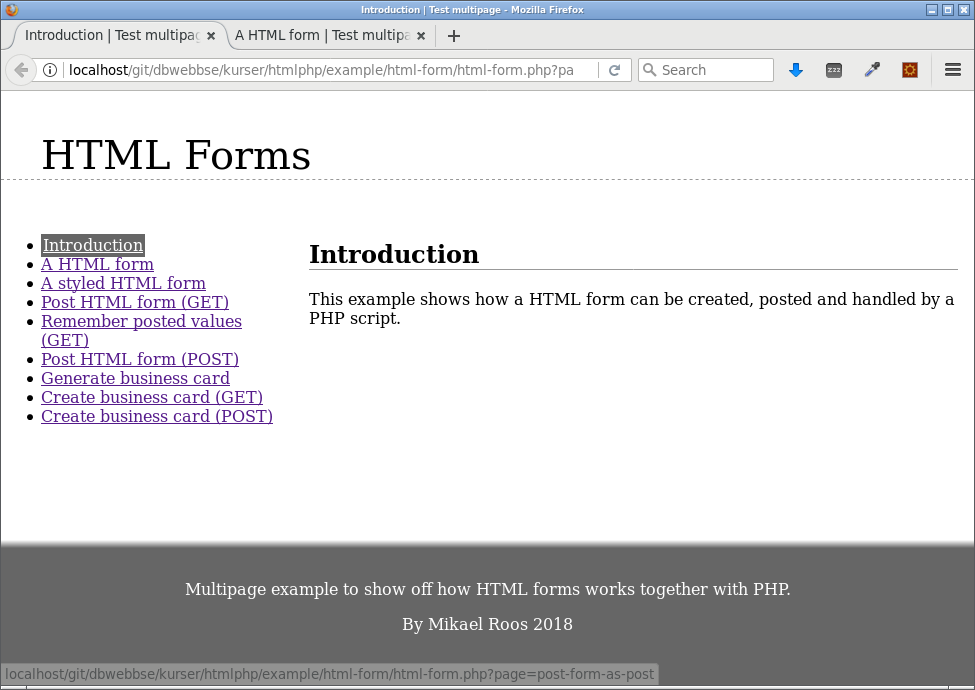 Introduction | Test multipage - Mozilla Firefox
Introduction | Test multipa
A HTML form | Test multipa
localhost/git/dbwebbse/kurser/htmlphp/example/html-form/html-form.php?pa
Search
zzz
HTML Forms
Introduction
A HTML form
A styled HTML form
Post HTML form (GET)
Remember posted values
(GET)
Post HTML form (POST)
Generate business card
Create business card (GET)
Create business card (POST)
Introduction
This example shows how a HTML form can be created, posted and handled by a
PHP script.
Multipage example to show off how HTML forms works together with PHP.
By Mikael Roos 2018
localhost/git/dbwebbse/kurser/htmlphp/example/html-form/html-form.php?page=post-form-as-post